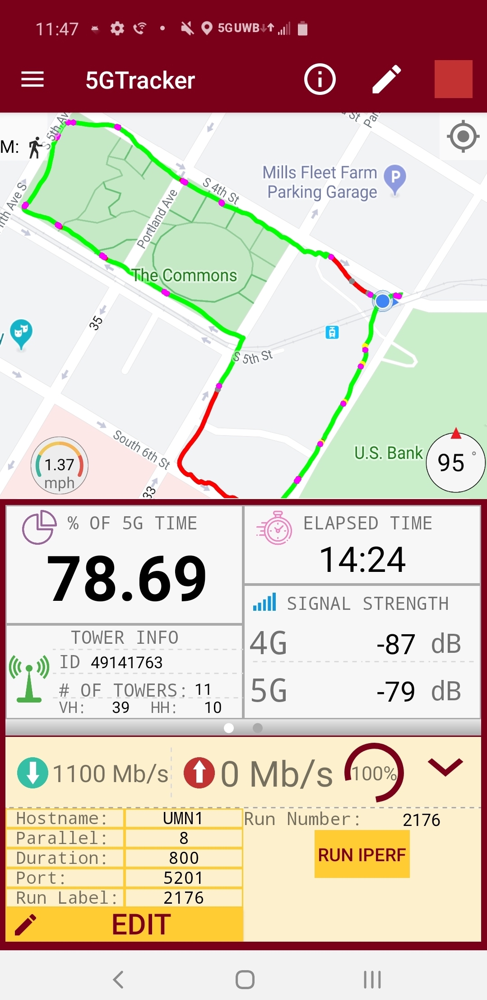 11:47 5G UWB
5GTracker
M:
S 5th Av
Mills Fleet Farm
Parking Garage
P
S 4th St
Portland Ave
The Commons
35
S 5th St
South 6th St
33
U.S. Bank
1.37
mph
95 °
% OF 5G TIME
78.69
ELAPSED TIME
14:24
SIGNAL STRENGTH
4G -87 dB
5G -79 dB
TOWER INFO
ID 49141763
# OF TOWERS: 11
VH: 39 HH: 10
1100 Mb/s 0 Mb/s 100%
Hostname: UMN1
Parallel: 8
Duration: 800
Port: 5201
Run Label: 2176
EDIT
Run Number: 2176
RUN IPERF